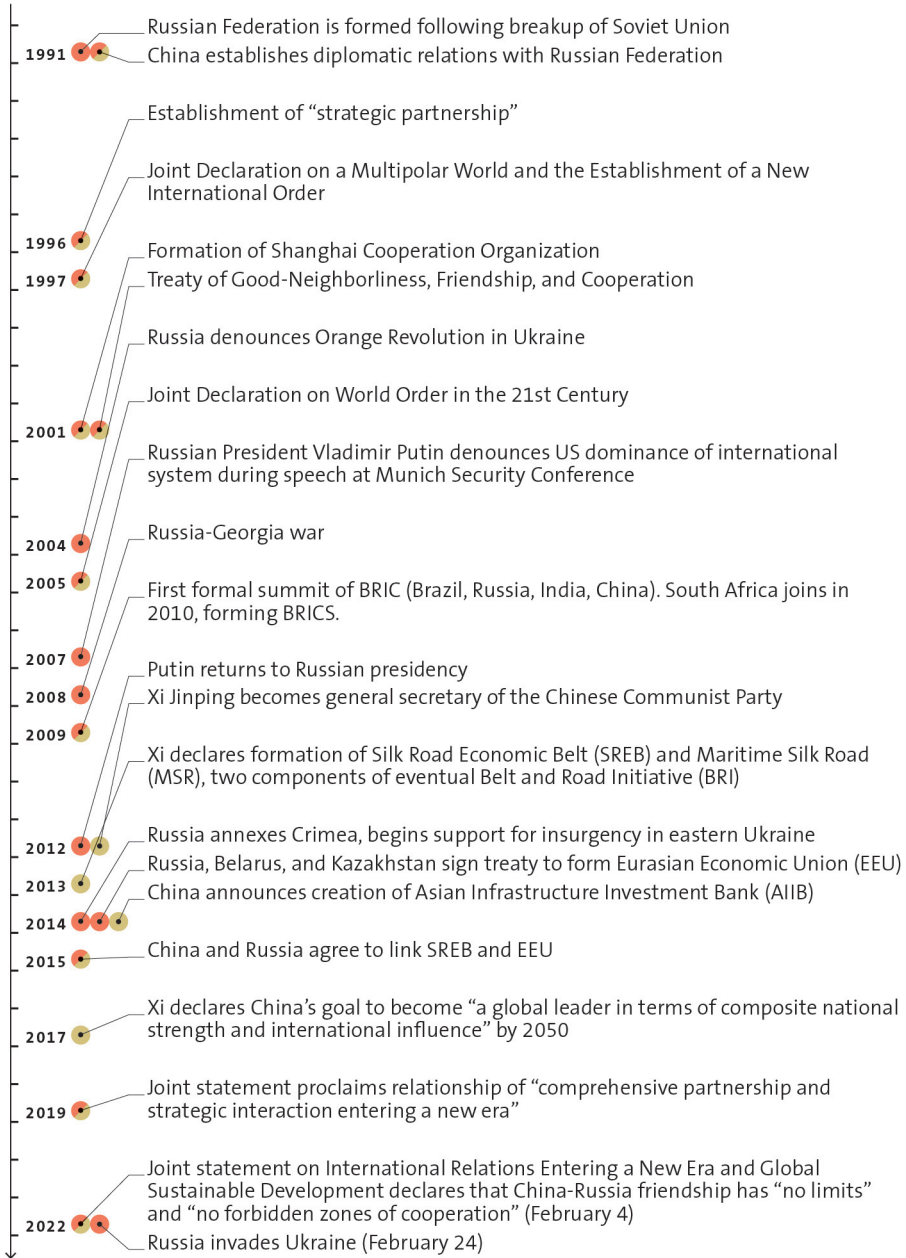 Russian Federation is formed following breakup of Soviet Union
1991
China establishes diplomatic relations with Russian Federation
Establishment of “strategic partnership”
Joint Declaration on a Multipolar World and the Establishment of a New
International Order
1996
Formation of Shanghai Cooperation Organization
1997
Treaty of Good-Neighborliness, Friendship, and Cooperation
Russia denounces Orange Revolution in Ukraine
Joint Declaration on World Order in the 21st Century
2001
Russian President Vladimir Putin denounces US dominance of international
system during speech at Munich Security Conference
Russia-Georgia war
2004
2005
First formal summit of BRIC (Brazil, Russia, India, China). South Africa joins in
2010, forming BRICS.
2007
Putin returns to Russian presidency
2008
Xi Jinping becomes general secretary of the Chinese Communist Party
2009
Xi declares formation of Silk Road Economic Belt (SREB) and Maritime Silk Road
(MSR), two components of eventual Belt and Road Initiative (BRI)
Russia annexes Crimea, begins support for insurgency in eastern Ukraine
2012
Russia, Belarus, and Kazakhstan sign treaty to form Eurasian Economic Union (EEU)
2013
China announces creation of Asian Infrastructure Investment Bank (AIIB)
2014
China and Russia agree to link SREB and EEU
2015
Xi declares China’s goal to become “a global leader in terms of composite national
strength and international influence” by 2050
2017
Joint statement proclaims relationship of “comprehensive partnership and
strategic interaction entering a new era”
2019
Joint statement on International Relations Entering a New Era and Global
Sustainable Development declares that China-Russia friendship has “no limits”
and “no forbidden zones of cooperation” (February 4)
2022
Russia invades Ukraine (February 24)